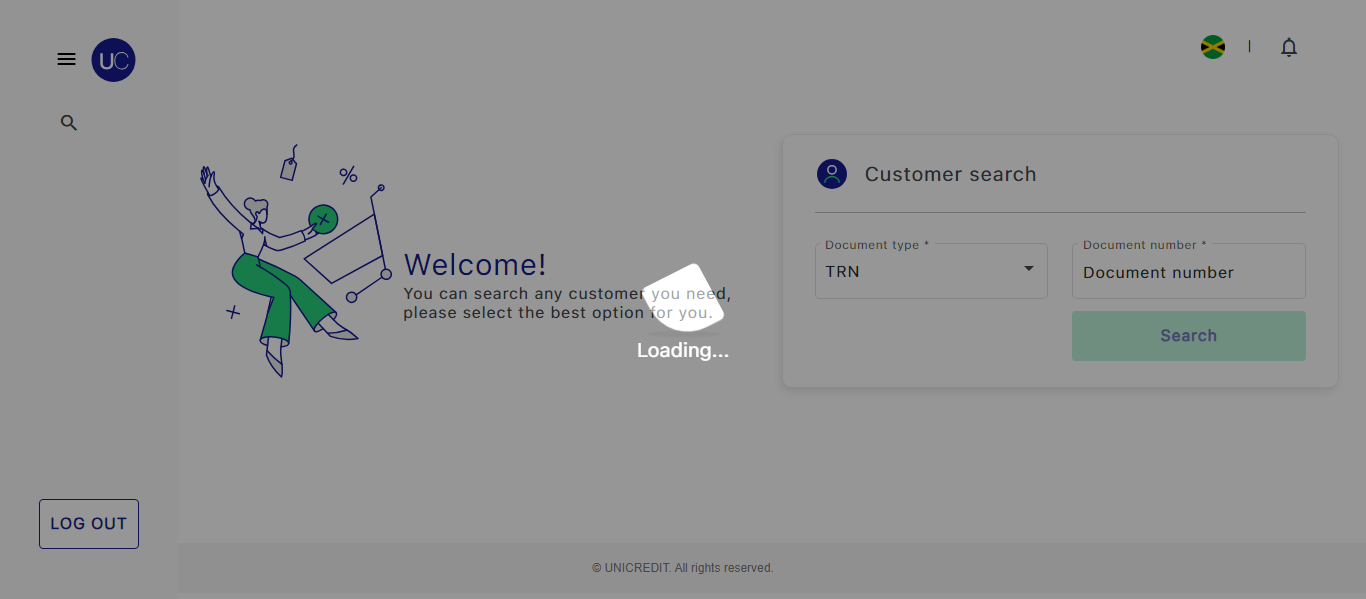 UC
|
%
Customer search
Document type *
TRN
Document number *
Document number
Search
Welcome!
You can search any customer you need,
please select the best option for you.
Loading...
LOG OUT
© UNICREDIT. All rights reserved.